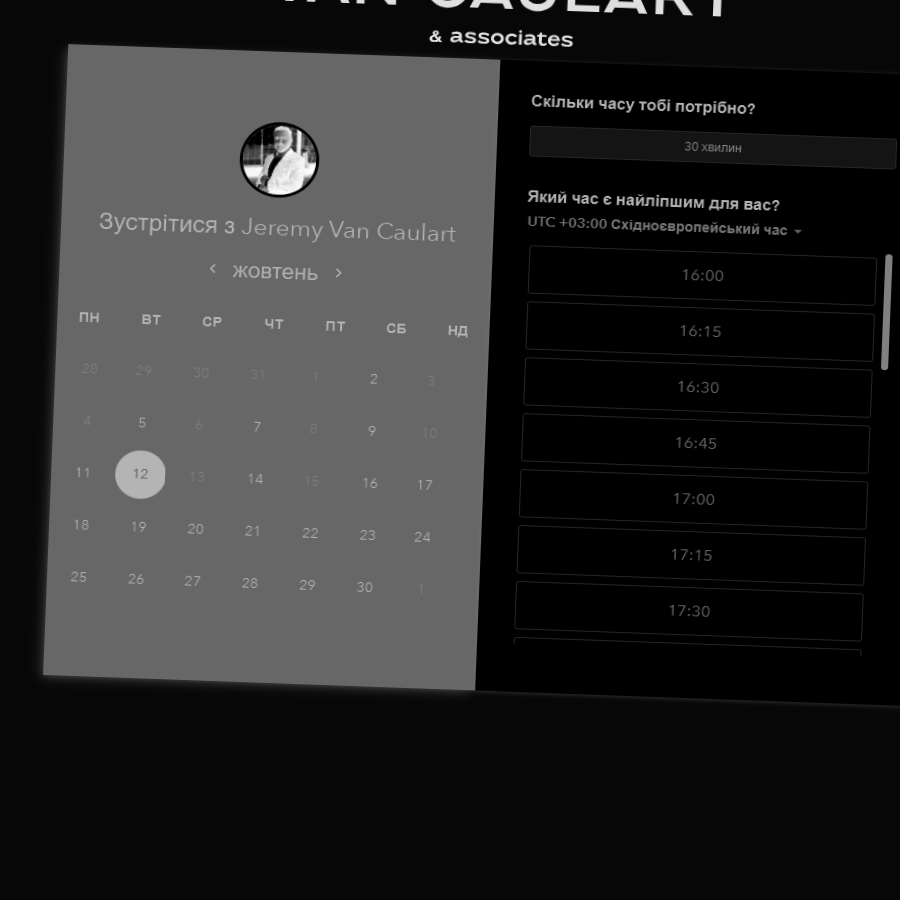 VAN CAULART
& associates
Зустрітися з Jeremy Van Caulart
жовтень
ПН ВТ СР ЧТ ПТ СБ НД
28 29 30 31 1 2 3
4 5 6 7 8 9 10
11 12 13 14 15 16 17
18 19 20 21 22 23 24
25 26 27 28 29 30 1
Скільки часу тобі потрібно?
30 хвилин
Який час є найліпшим для вас?
UTC +03:00 Східноєвропейський час
16:00
16:15
16:30
16:45
17:00
17:15
17:30